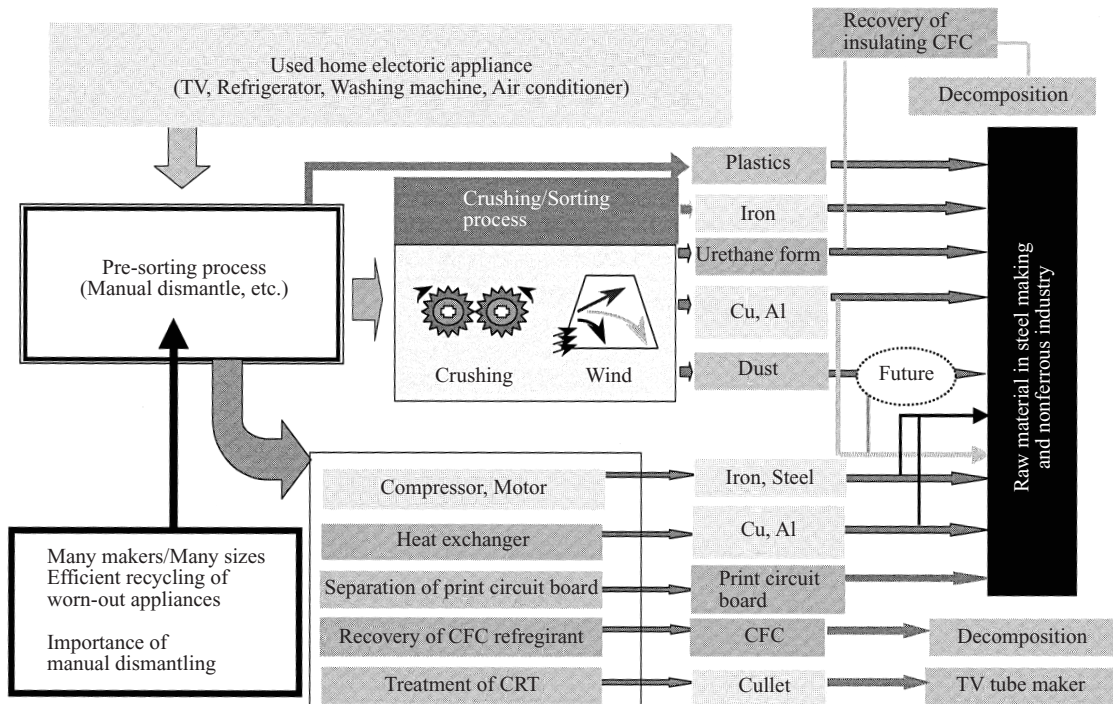 Used home electoric appliance
(TV, Refrigerator, Washing machine, Air conditioner)
Recovery of
insulating CFC
Decomposition
Pre-sorting process
(Manual dismantle, etc.)
Crushing/Sorting
process
Crushing
Wind
Plastics
Iron
Urethane form
Cu, Al
Dust
Future
Raw material in steel making
and nonferrous industry
Many makers/Many sizes
Efficient recycling of
worn-out appliances
Importance of
manual dismantling
Compressor, Motor
Iron, Steel
Heat exchanger
Cu, Al
Separation of print circuit board
Print circuit
board
Recovery of CFC refregirant
CFC
Decomposition
Treatment of CRT
Cullet
TV tube maker